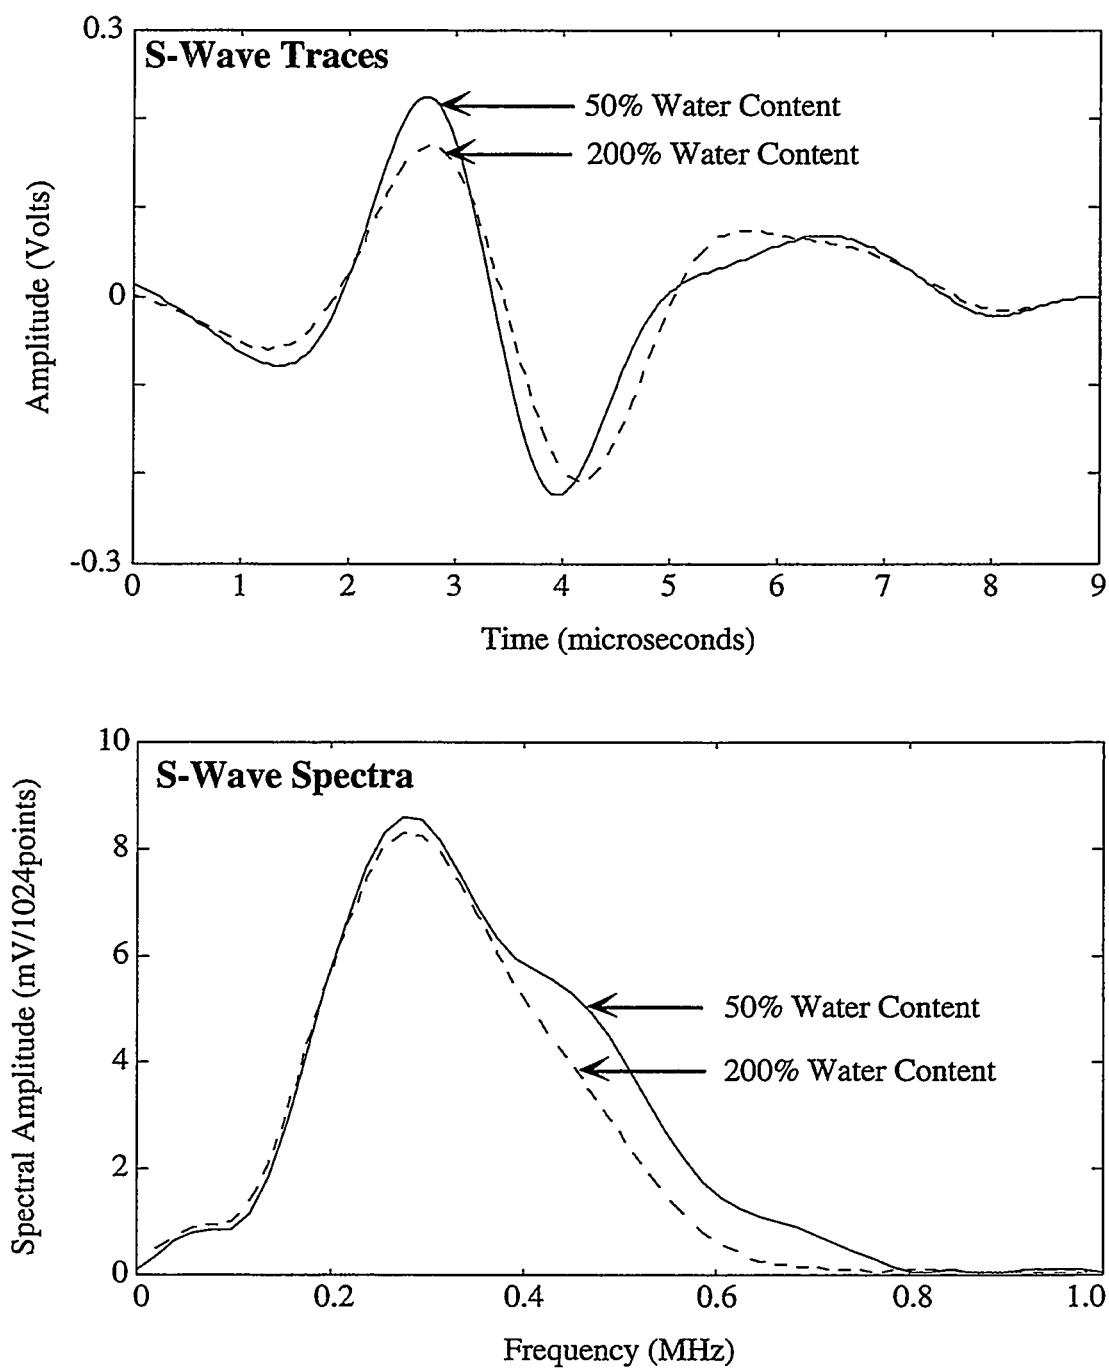 0.3
S-Wave Traces
50% Water Content
200% Water Content
Amplitude (Volts)
0
-0.3
0 1 2 3 4 5 6 7 8 9
Time (microseconds)
10
S-Wave Spectra
8
6
50% Water Content
4
200% Water Content
2
0
Spectral Amplitude (mV/1024points)
0 0.2 0.4 0.6 0.8 1.0
Frequency (MHz)